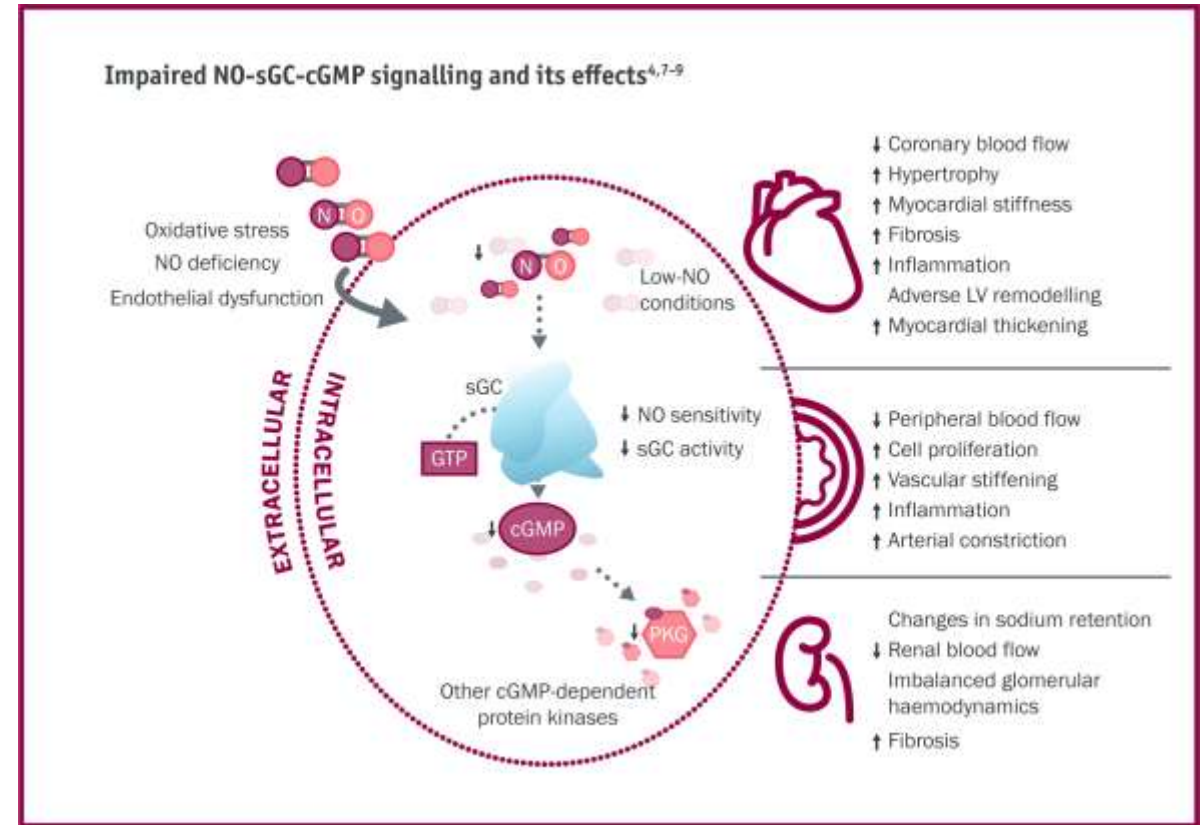 Impaired NO-sGC-cGMP signalling and its effects4,7-9
N O
Oxidative stress
NO deficiency
Endothelial dysfunction
EXTRACELLULAR
INTRACELLULAR
↓ N O
Low-NO
conditions
sGC
GTP
↓ NO sensitivity
↓ sGC activity
↓ cGMP
↓ PKG
Other cGMP-dependent
protein kinases
↓ Coronary blood flow
↑ Hypertrophy
↑ Myocardial stiffness
↑ Fibrosis
↑ Inflammation
Adverse LV remodelling
↑ Myocardial thickening
↓ Peripheral blood flow
↑ Cell proliferation
↑ Vascular stiffening
↑ Inflammation
↑ Arterial constriction
Changes in sodium retention
↓ Renal blood flow
Imbalanced glomerular
haemodynamics
↑ Fibrosis